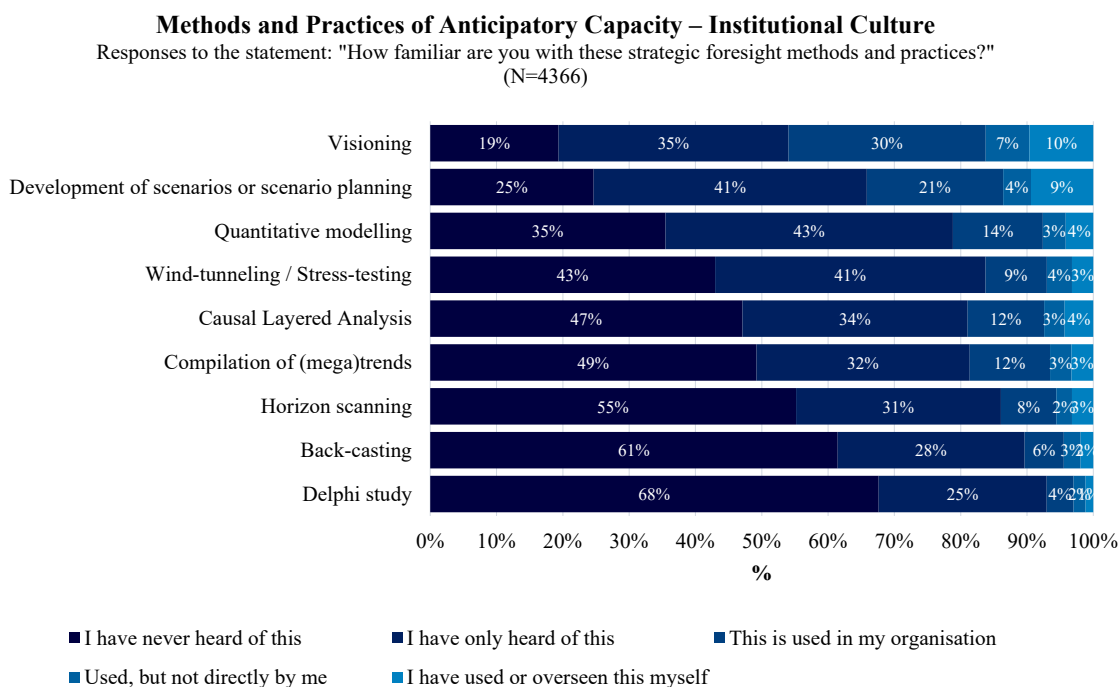 Methods and Practices of Anticipatory Capacity – Institutional Culture
Responses to the statement: "How familiar are you with these strategic foresight methods and practices?"
(N=4366)
Visioning 19% 35% 30% 7% 10%
Development of scenarios or scenario planning 25% 41% 21% 4% 9%
Quantitative modelling 35% 43% 14% 3% 4%
Wind-tunneling / Stress-testing 43% 41% 9% 4% 3%
Causal Layered Analysis 47% 34% 12% 3% 4%
Compilation of (mega)trends 49% 32% 12% 3% 3%
Horizon scanning 55% 31% 8% 2% 3%
Back-casting 61% 28% 6% 3% 2%
Delphi study 68% 25% 4% 2% 1%
0% 10% 20% 30% 40% 50% 60% 70% 80% 90% 100%
%
I have never heard of this I have only heard of this This is used in my organisation
Used, but not directly by me I have used or overseen this myself